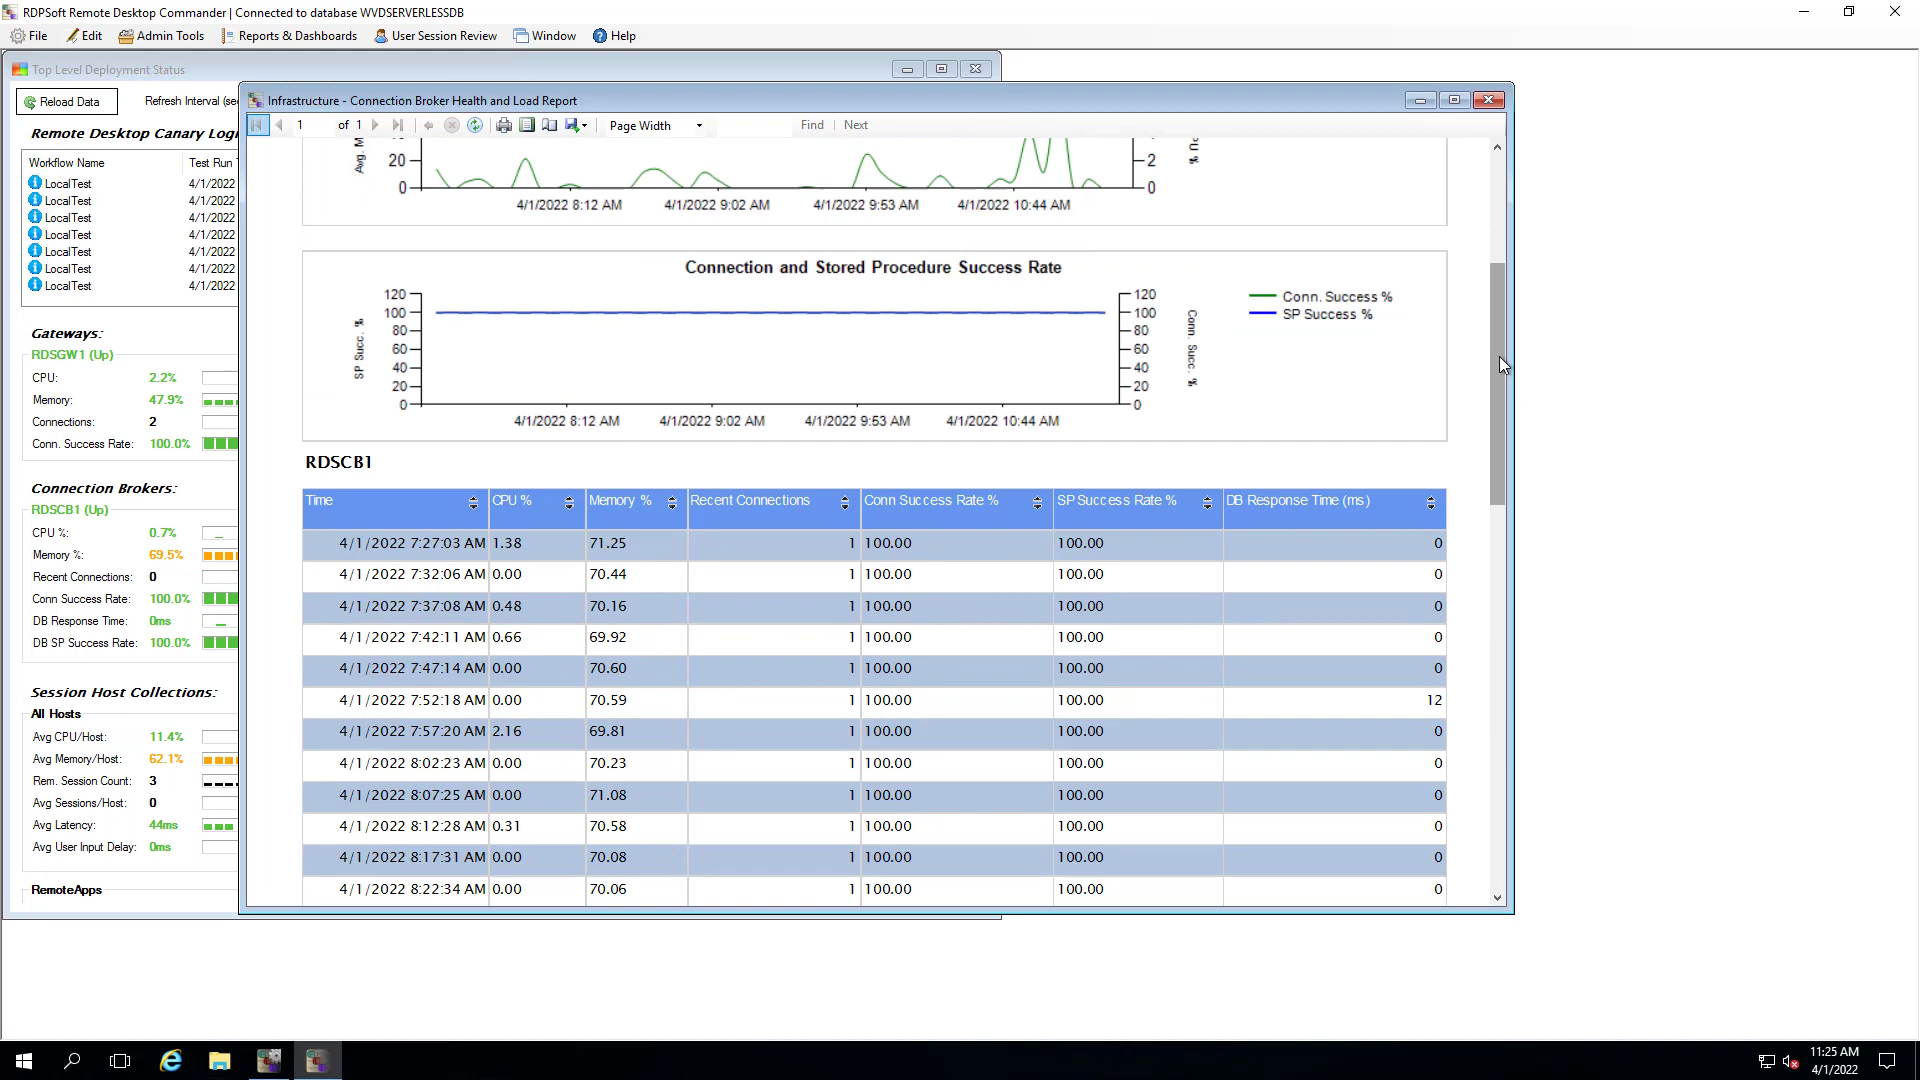 RDPSoft Remote Desktop Commander | Connected to database WVDSERVERLESSDB
File Edit Admin Tools Reports & Dashboards User Session Review Window Help
Top Level Deployment Status
Reload Data Refresh Interval (sec
Remote Desktop Canary Logi
Workflow Name Test Run
LocalTest 4/1/2022
LocalTest 4/1/2022
LocalTest 4/1/2022
LocalTest 4/1/2022
LocalTest 4/1/2022
LocalTest 4/1/2022
LocalTest 4/1/2022
Gateways:
RDSGW1 (Up)
CPU: 2.2%
Memory: 47.9%
Connections: 2
Conn. Success Rate: 100.0%
Connection Brokers:
RDSCB1 (Up)
CPU %: 0.7%
Memory %: 69.5%
Recent Connections: 0
Conn Success Rate: 100.0%
DB Response Time: 0ms
DB SP Success Rate: 100.0%
Session Host Collections:
All Hosts
Avg CPU/Host: 11.4%
Avg Memory/Host: 62.1%
Rem. Session Count: 3
Avg Sessions/Host: 0
Avg Latency: 44ms
Avg User Input Delay: 0ms
RemoteApps
Infrastructure - Connection Broker Health and Load Report
1 of 1 Page Width Find | Next
Avg. M
20 2
0 0
4/1/2022 8:12 AM 4/1/2022 9:02 AM 4/1/2022 9:53 AM 4/1/2022 10:44 AM
Connection and Stored Procedure Success Rate
120 120
100 100
80 80
60 60
40 40
20 20
0 0
SP Succ. %
Conn. Succ. %
Conn. Success %
SP Success %
4/1/2022 8:12 AM 4/1/2022 9:02 AM 4/1/2022 9:53 AM 4/1/2022 10:44 AM
RDSCB1
Time CPU % Memory % Recent Connections Conn Success Rate % SP Success Rate % DB Response Time (ms)
4/1/2022 7:27:03 AM 1.38 71.25 1 100.00 100.00 0
4/1/2022 7:32:06 AM 0.00 70.44 1 100.00 100.00 0
4/1/2022 7:37:08 AM 0.48 70.16 1 100.00 100.00 0
4/1/2022 7:42:11 AM 0.66 69.92 1 100.00 100.00 0
4/1/2022 7:47:14 AM 0.00 70.60 1 100.00 100.00 0
4/1/2022 7:52:18 AM 0.00 70.59 1 100.00 100.00 12
4/1/2022 7:57:20 AM 2.16 69.81 1 100.00 100.00 0
4/1/2022 8:02:23 AM 0.00 70.23 1 100.00 100.00 0
4/1/2022 8:07:25 AM 0.00 71.08 1 100.00 100.00 0
4/1/2022 8:12:28 AM 0.31 70.58 1 100.00 100.00 0
4/1/2022 8:17:31 AM 0.00 70.08 1 100.00 100.00 0
4/1/2022 8:22:34 AM 0.00 70.06 1 100.00 100.00 0
11:25 AM
4/1/2022